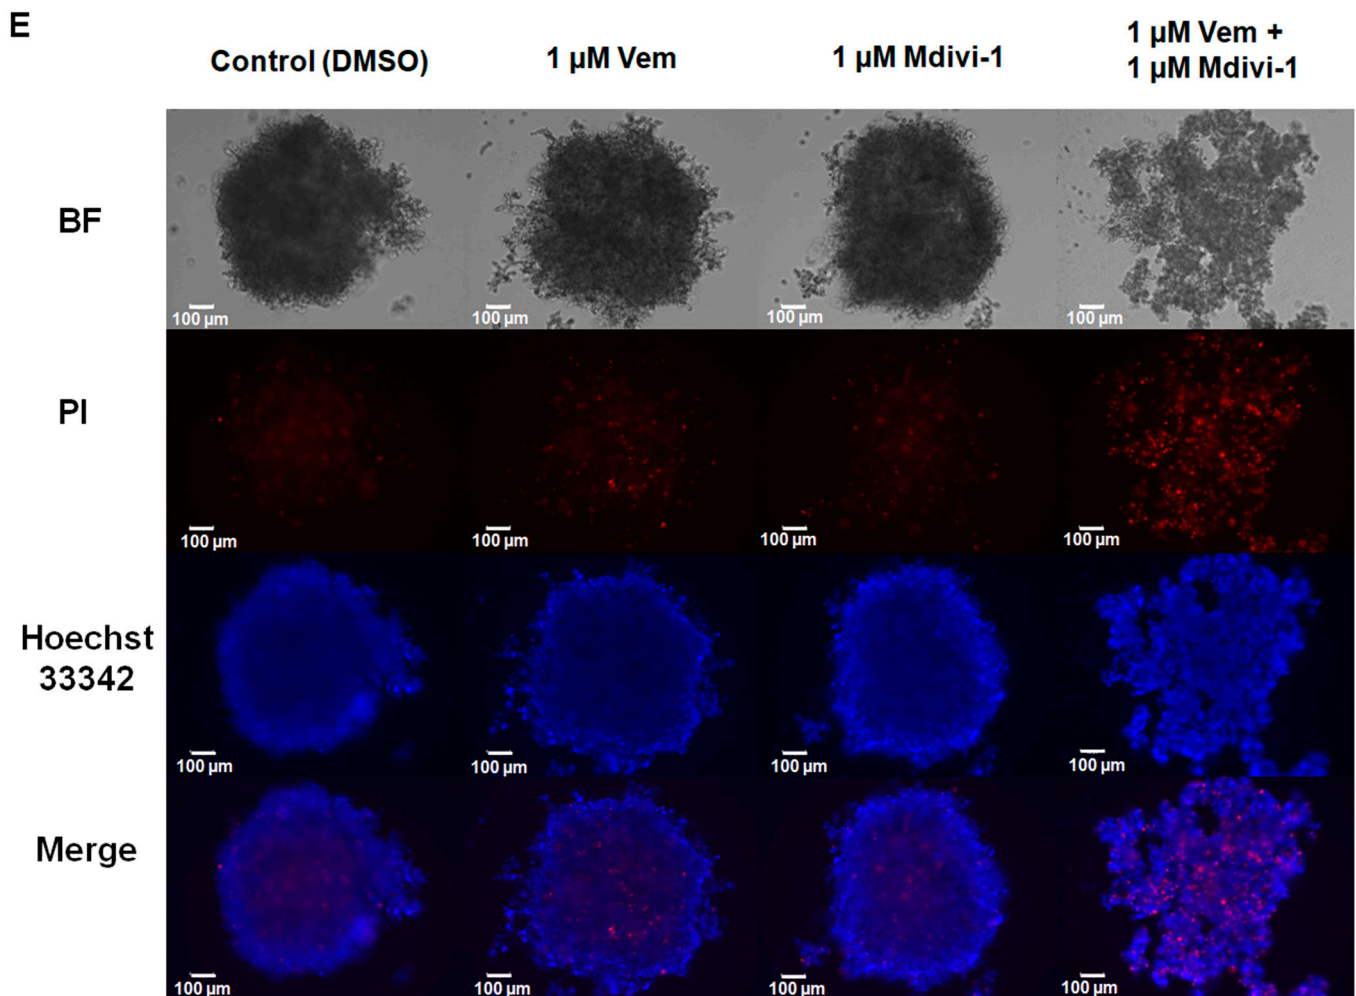 E
Control (DMSO)
1 µM Vem
1 µM Mdivi-1
1 µM Vem +
1 µM Mdivi-1
BF
100 µm
100 µm
100 µm
100 µm
PI
100 µm
100 µm
100 µm
100 µm
Hoechst
33342
100 µm
100 µm
100 µm
100 µm
Merge
100 µm
100 µm
100 µm
100 µm